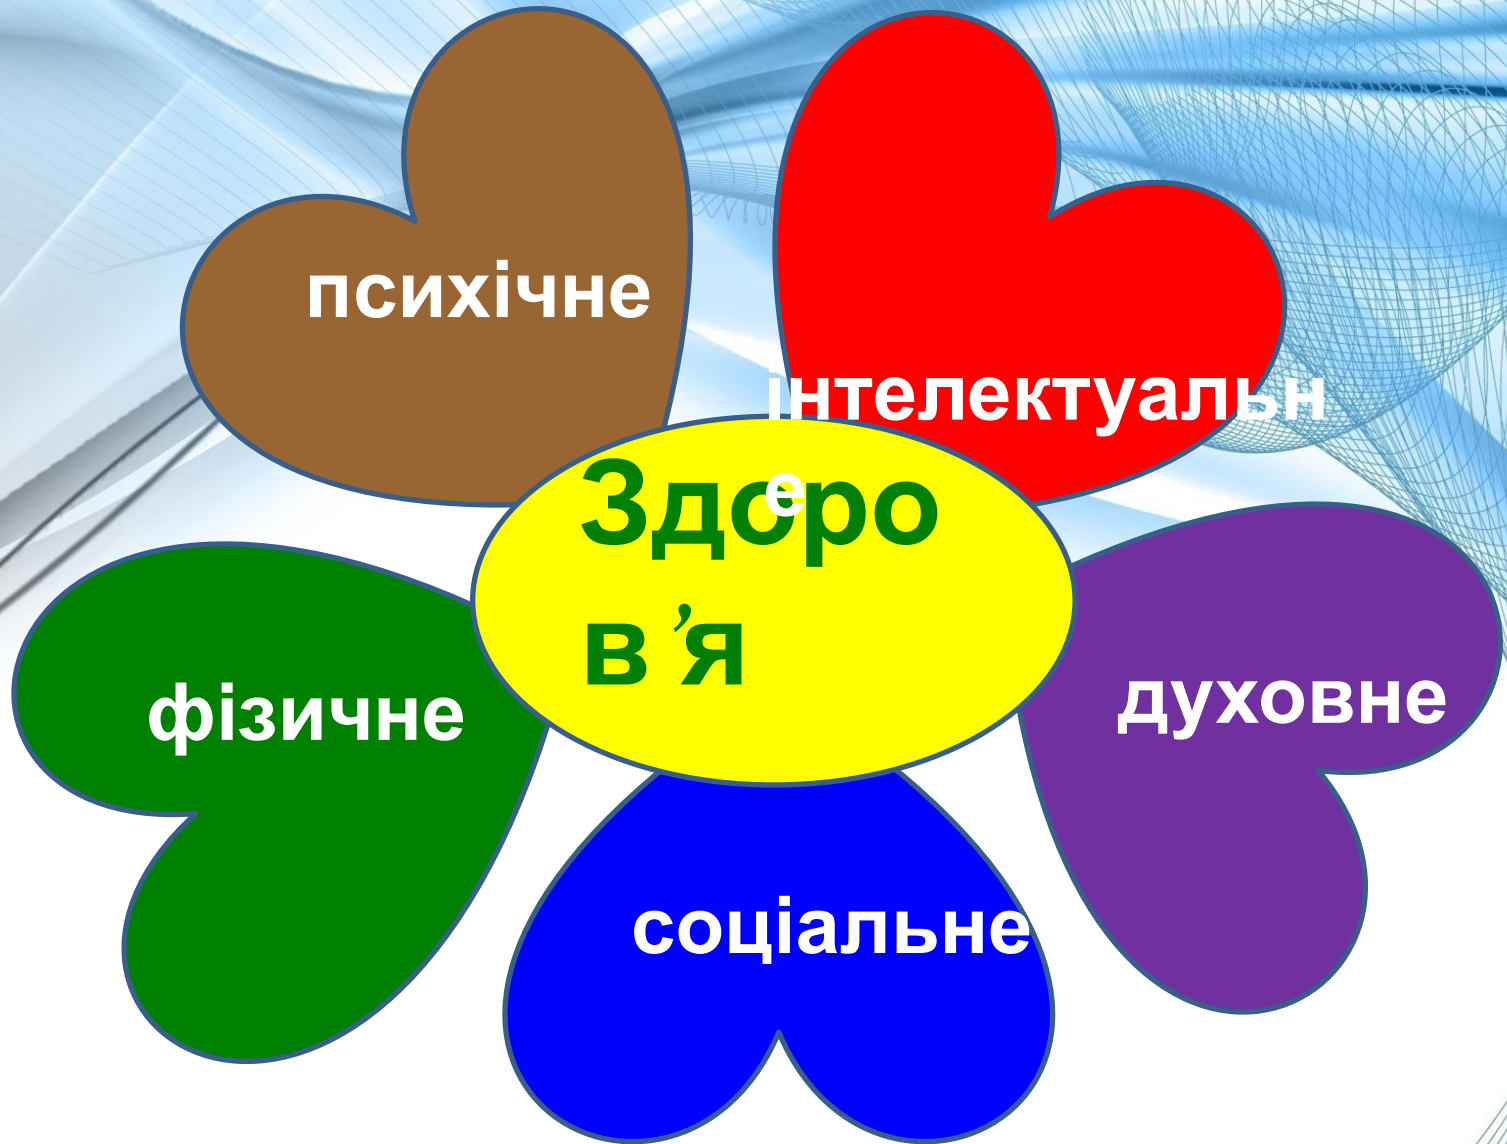 психічне
інтелектуальн
е
Здоро
в’я
фізичне
духовне
соціальне